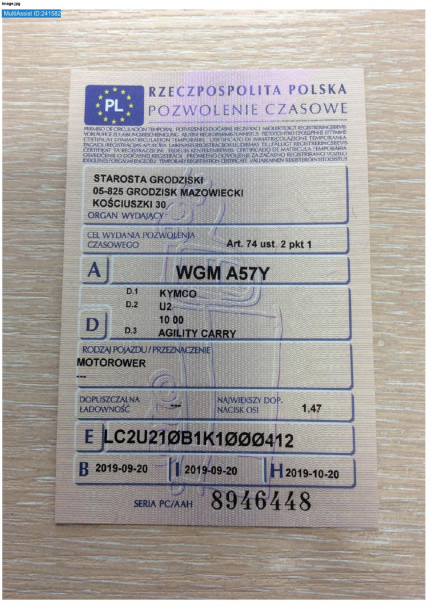 image.jpg
MultiAssist ID:241582
PL
RZECZPOSPOLITA POLSKA
POZWOLENIE CZASOWE
STAROSTA GRODZISKI
05-825 GRODZISK MAZOWIECKI
KOŚCIUSZKI 30
ORGAN WYDAJĄCY
CEL WYDANIA POZWOLENIA
CZASOWEGO Art. 74 ust. 2 pkt 1
A WGM A57Y
D.1 KYMCO
D.2 U2
10 00
D
D.3 AGILITY CARRY
RODZAJ POJAZDU / PRZEZNACZENIE
MOTOROWER
---
DOPUSZCZALNA ŁADOWNOŚĆ --- NAJWIĘKSZY DOP. NACISK OSI 1.47
E LC2U21ØB1K1ØØØ412
B 2019-09-20 I 2019-09-20 H 2019-10-20
SERIA PC/AAH 8946448